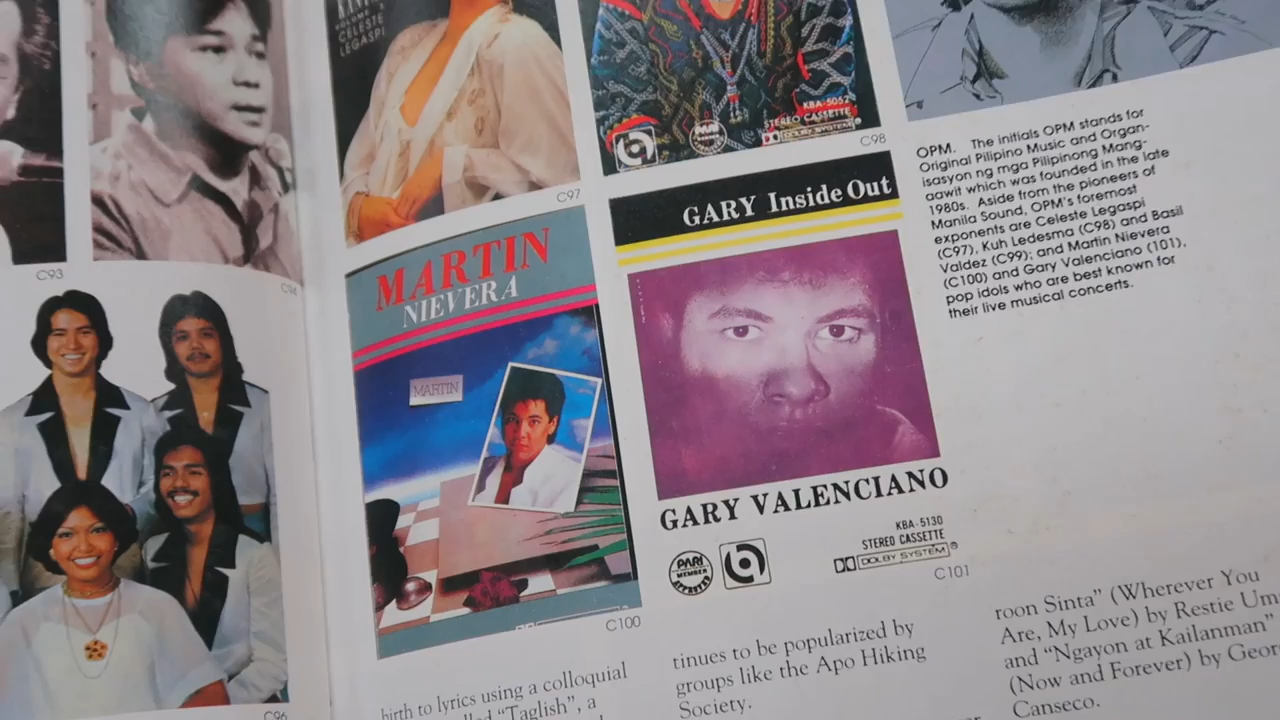 CELESTE
LEGASPI
C93
C94
C96
C97
KBA-5052
STEREO CASSETTE
DOLBY SYSTEM
PARI
C98
MARTIN
NIEVERA
MARTIN
C100
GARY Inside Out
GARY VALENCIANO
PARI
MEMBER
APPROVED
KBA-5130
STEREO CASSETTE
DOLBY SYSTEM®
C101
OPM. The initials OPM stands for
Original Pilipino Music and Organ-
isasyon ng mga Pilipinong Mang-
aawit which was founded in the late
1980s. Aside from the pioneers of
Manila Sound, OPM's foremost
exponents are Celeste Legaspi
(C97), Kuh Ledesma (C98) and Basil
Valdez (C99); and Martin Nievera
(C100) and Gary Valenciano (101),
pop idols who are best known for
their live musical concerts.
birth to lyrics using a colloquial
"Taglish", a
tinues to be popularized by
groups like the Apo Hiking
Society.
roon Sinta" (Wherever You
Are, My Love) by Restie Um
and "Ngayon at Kailanman"
(Now and Forever) by Geor
Canseco.